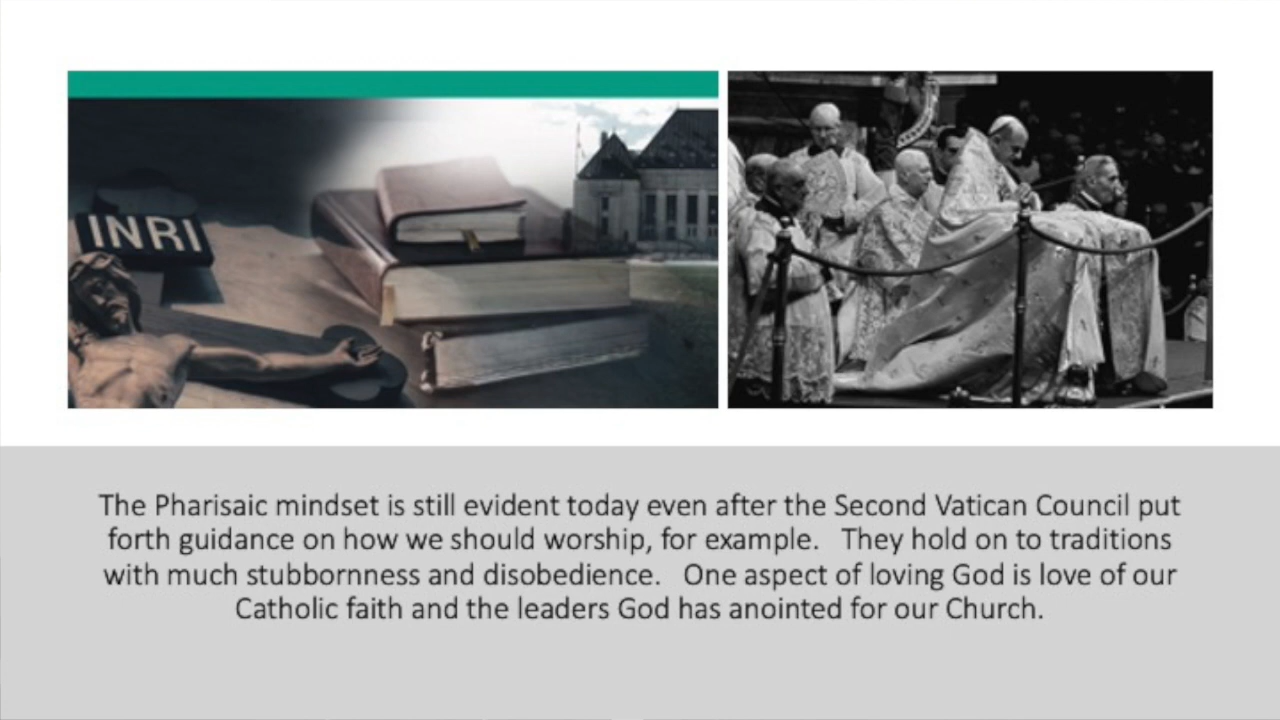 INRI
The Pharisaic mindset is still evident today even after the Second Vatican Council put
forth guidance on how we should worship, for example.   They hold on to traditions
with much stubbornness and disobedience.   One aspect of loving God is love of our
Catholic faith and the leaders God has anointed for our Church.